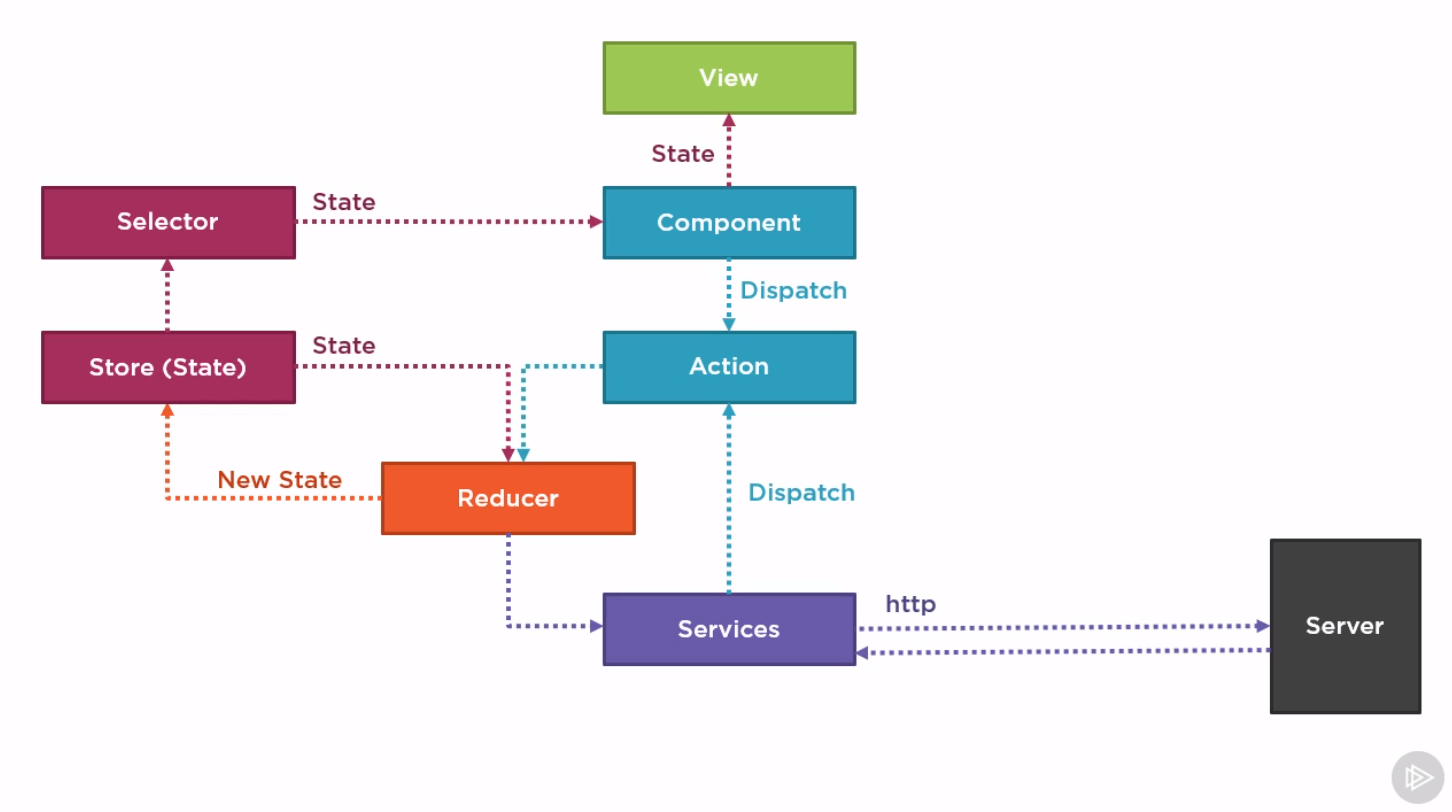 View
State
Selector
State
Component
Dispatch
Store (State)
State
Action
New State
Reducer
Dispatch
http
Services
Server